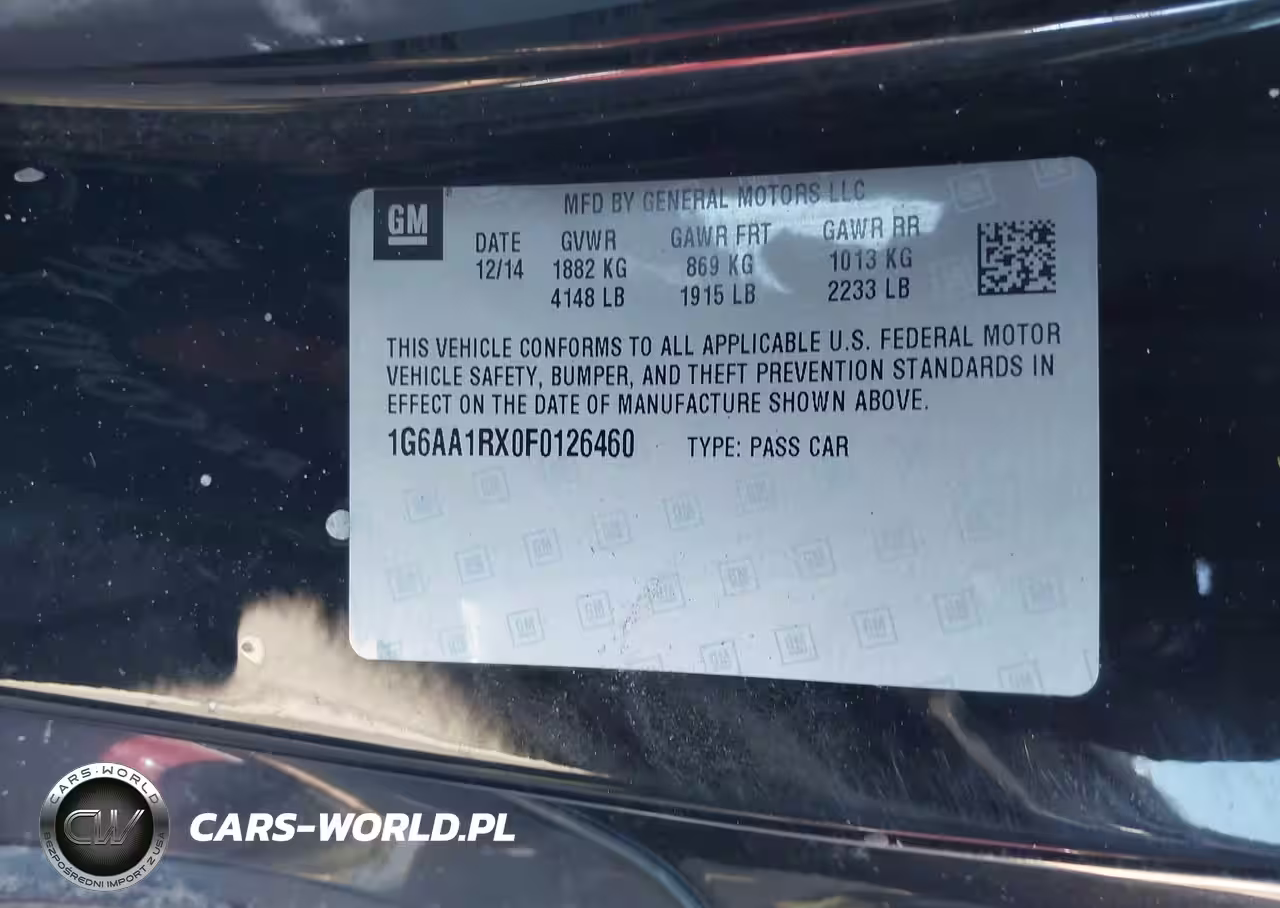 GM
MFD BY GENERAL MOTORS LLC
DATE GVWR GAWR FRT GAWR RR
12/14 1882 KG 869 KG 1013 KG
4148 LB 1915 LB 2233 LB
THIS VEHICLE CONFORMS TO ALL APPLICABLE U.S. FEDERAL MOTOR
VEHICLE SAFETY, BUMPER, AND THEFT PREVENTION STANDARDS IN
EFFECT ON THE DATE OF MANUFACTURE SHOWN ABOVE.
1G6AA1RX0F0126460 TYPE: PASS CAR
CARS-WORLD
CW
BEZPOŚREDNI IMPORT Z USA
CARS-WORLD.PL